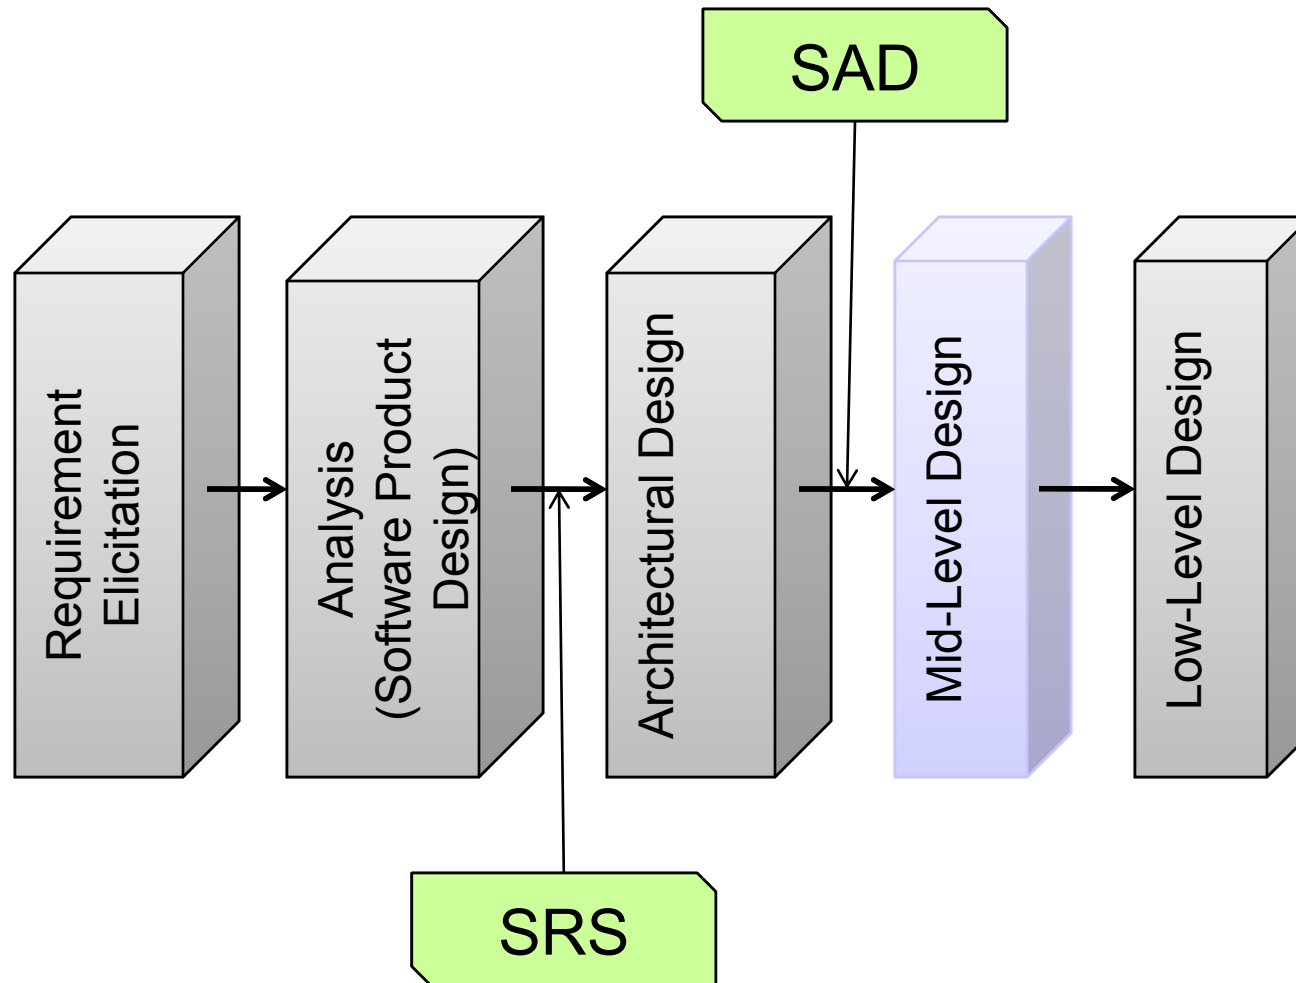 SAD
Requirement
Elicitation
Analysis
(Software Product
Design)
Architectural Design
Mid-Level Design
Low-Level Design
SRS